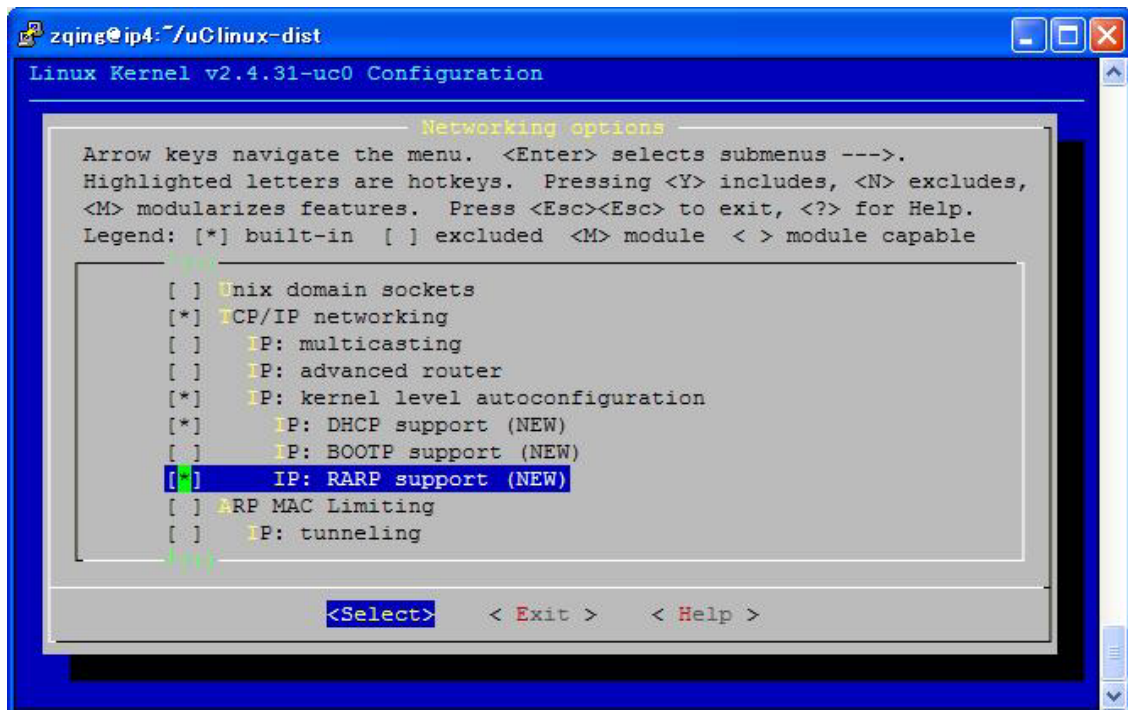 zqing@ip4:~/uClinux-dist
Linux Kernel v2.4.31-uc0 Configuration
Networking options
Arrow keys navigate the menu. <Enter> selects submenus --->.
Highlighted letters are hotkeys. Pressing <Y> includes, <N> excludes,
<M> modularizes features. Press <Esc><Esc> to exit, <?> for Help.
Legend: [*] built-in [ ] excluded <M> module < > module capable
[ ] Unix domain sockets
[*] TCP/IP networking
[ ] IP: multicasting
[ ] IP: advanced router
[*] IP: kernel level autoconfiguration
[*] IP: DHCP support (NEW)
[ ] IP: BOOTP support (NEW)
[*] IP: RARP support (NEW)
[ ] ARP MAC Limiting
[ ] IP: tunneling
<Select> < Exit > < Help >